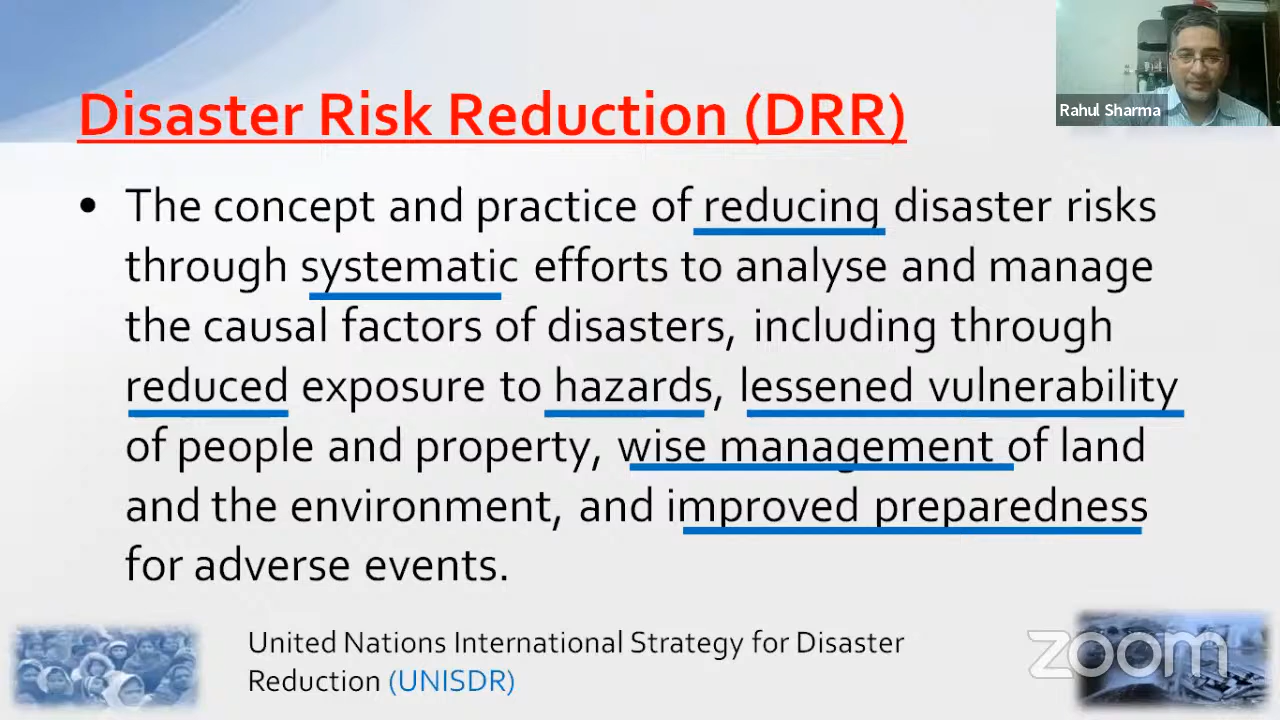 Disaster Risk Reduction (DRR)
Rahul Sharma
• The concept and practice of reducing disaster risks
through systematic efforts to analyse and manage
the causal factors of disasters, including through
reduced exposure to hazards, lessened vulnerability
of people and property, wise management of land
and the environment, and improved preparedness
for adverse events.
United Nations International Strategy for Disaster
Reduction (UNISDR)
zoom